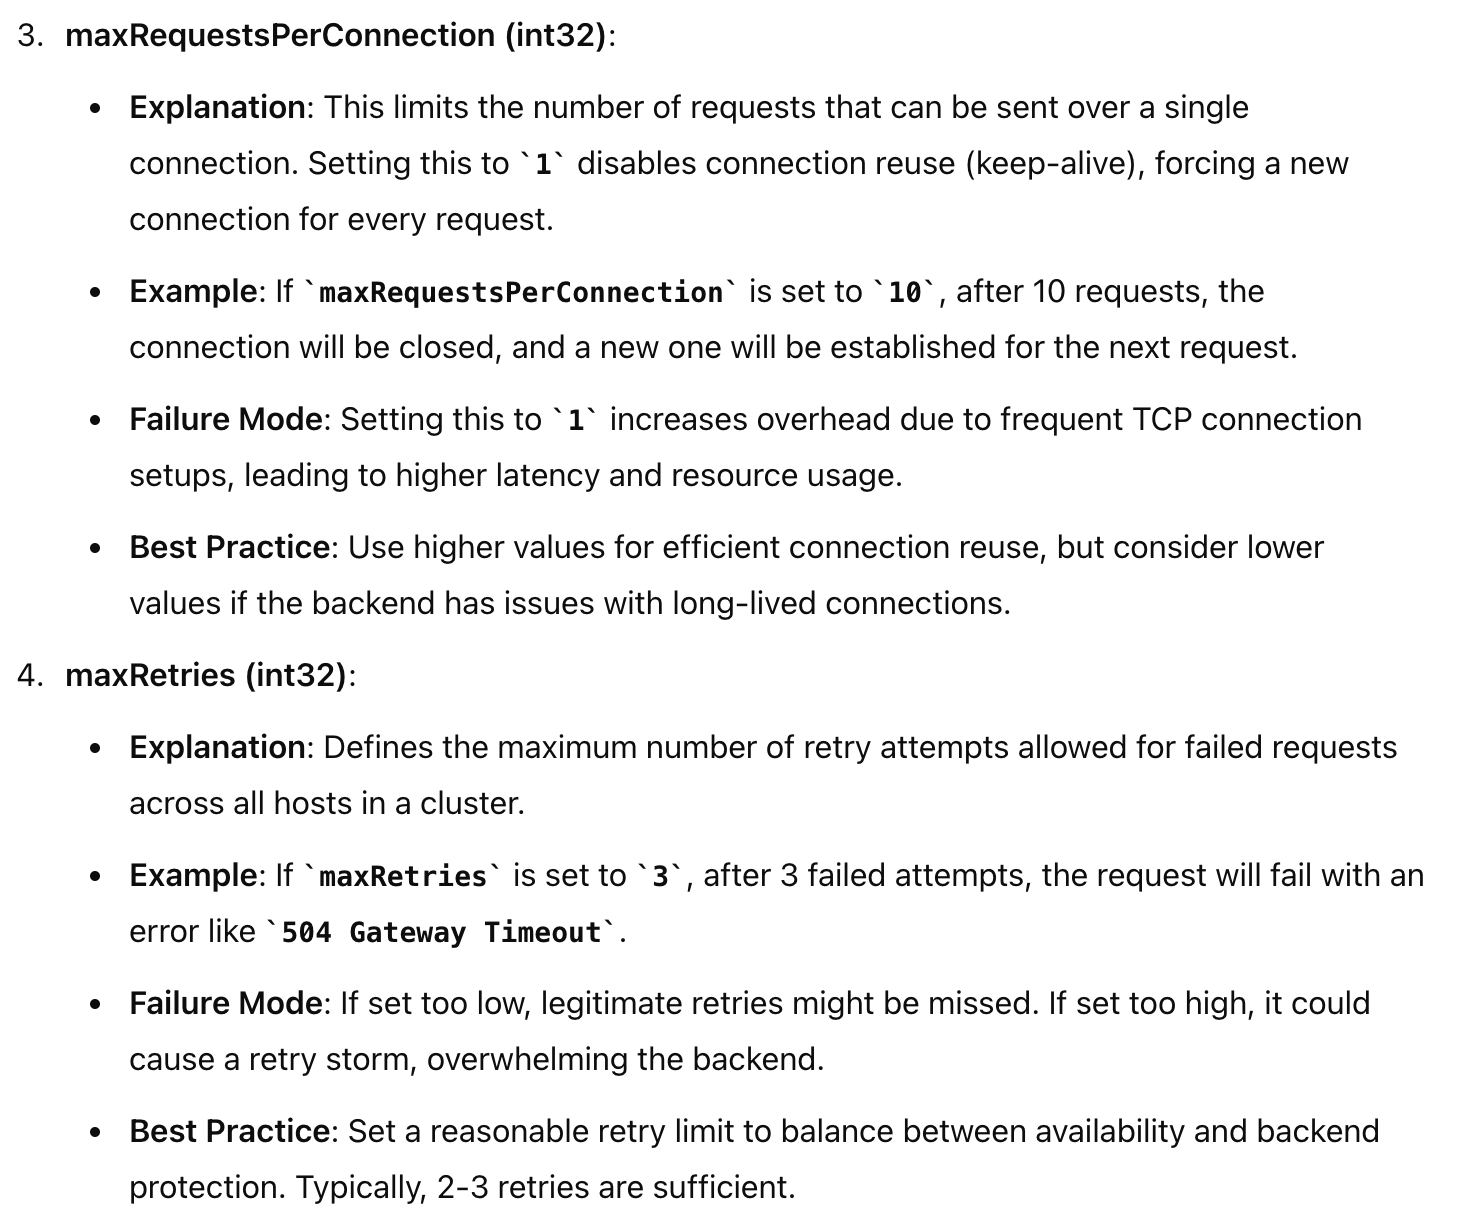 3. maxRequestsPerConnection (int32):
• Explanation: This limits the number of requests that can be sent over a single
connection. Setting this to `1` disables connection reuse (keep-alive), forcing a new
connection for every request.
• Example: If `maxRequestsPerConnection` is set to `10`, after 10 requests, the
connection will be closed, and a new one will be established for the next request.
• Failure Mode: Setting this to `1` increases overhead due to frequent TCP connection
setups, leading to higher latency and resource usage.
• Best Practice: Use higher values for efficient connection reuse, but consider lower
values if the backend has issues with long-lived connections.
4. maxRetries (int32):
• Explanation: Defines the maximum number of retry attempts allowed for failed requests
across all hosts in a cluster.
• Example: If `maxRetries` is set to `3`, after 3 failed attempts, the request will fail with an
error like `504 Gateway Timeout`.
• Failure Mode: If set too low, legitimate retries might be missed. If set too high, it could
cause a retry storm, overwhelming the backend.
• Best Practice: Set a reasonable retry limit to balance between availability and backend
protection. Typically, 2-3 retries are sufficient.